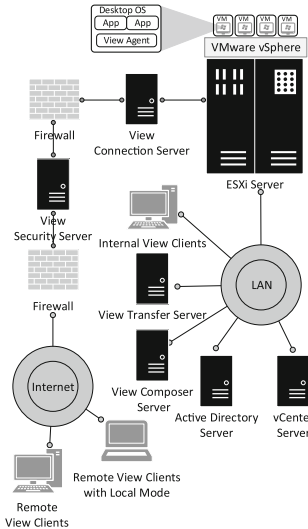 Desktop OS
App App
View Agent
VM VM VM VM
VMware vSphere
Firewall
View
Connection Server
ESXi Server
View
Security Server
Internal View Clients
LAN
Firewall
View Transfer Server
Internet
View Composer
Server
Active Directory
Server
vCente
Server
Remote View Clients
with Local Mode
Remote
View Clients